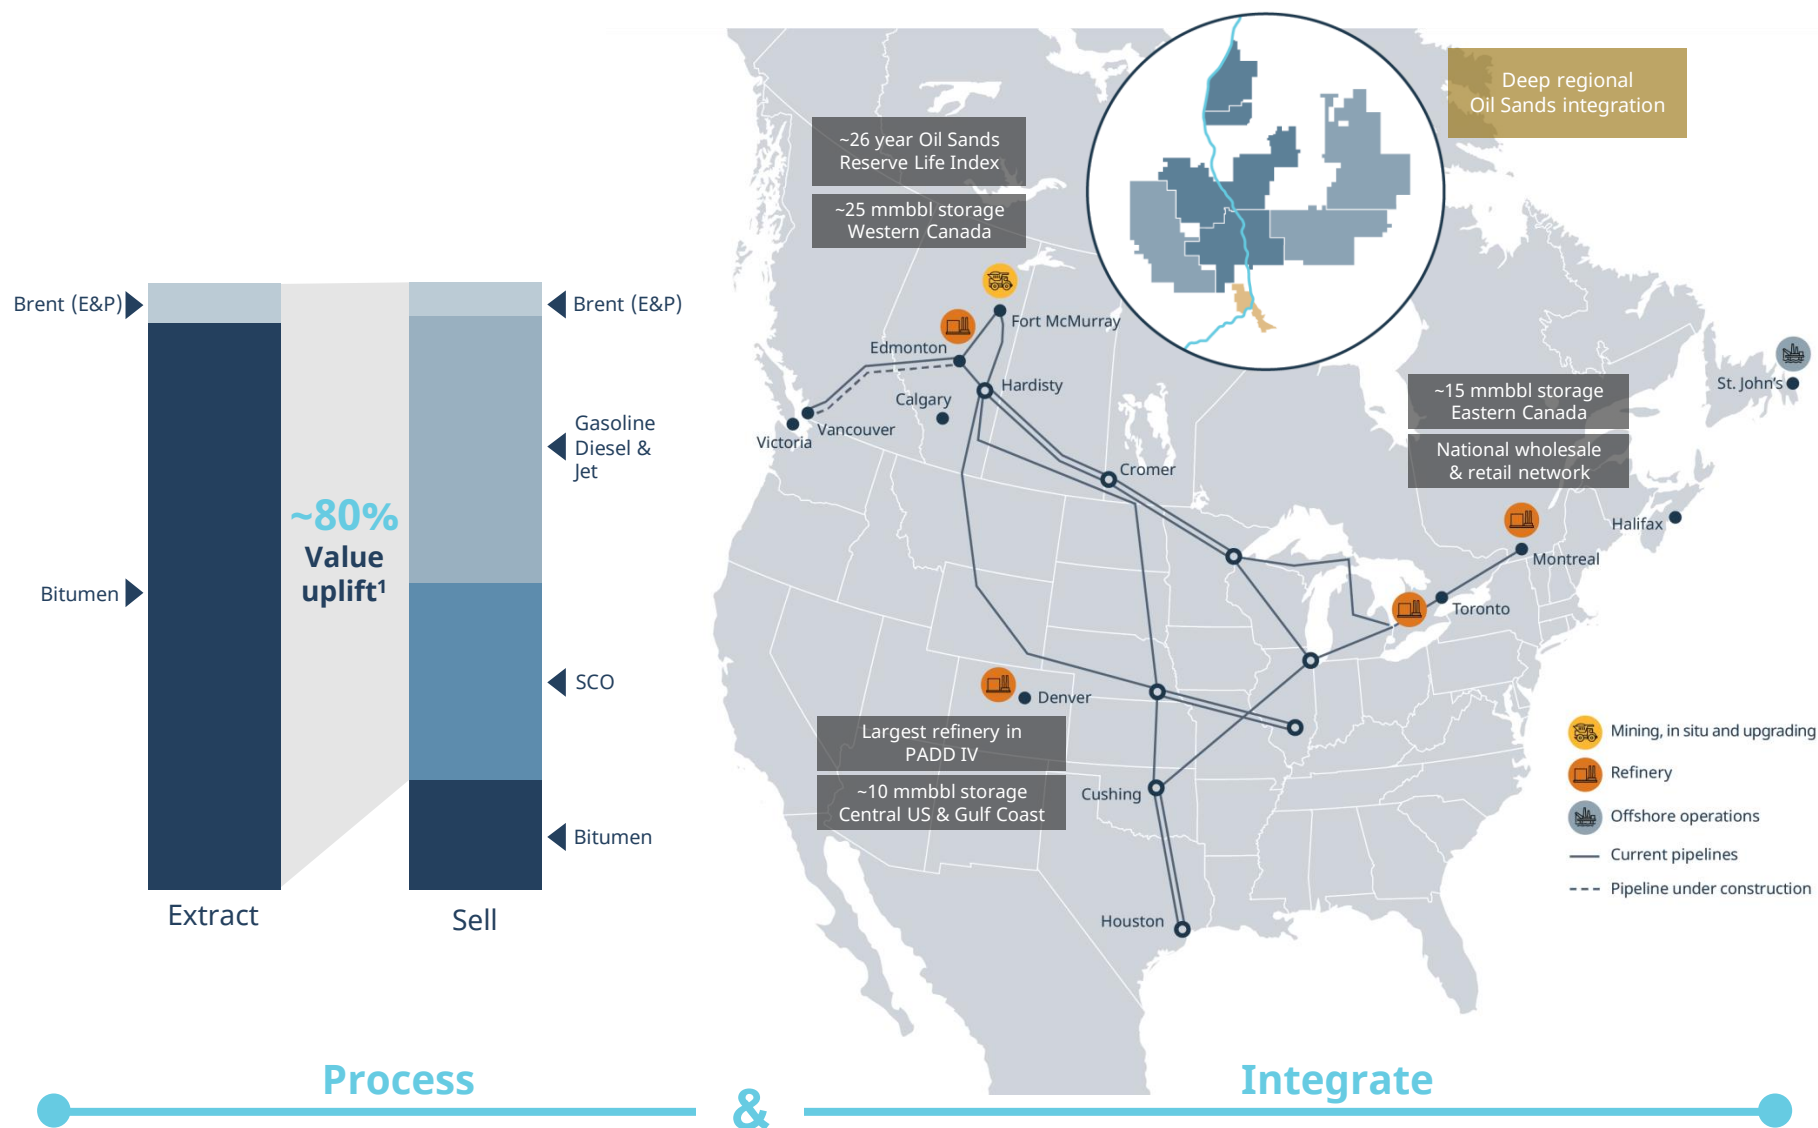 Brent (E&P)
Bitumen
Extract
~80%
Value
uplift¹
Brent (E&P)
Gasoline
Diesel &
Jet
SCO
Bitumen
Sell
Deep regional
Oil Sands integration
~26 year Oil Sands
Reserve Life Index
~25 mmbbl storage
Western Canada
Fort McMurray
Edmonton
Hardisty
Calgary
Vancouver
Victoria
Cromer
~15 mmbbl storage
Eastern Canada
National wholesale
& retail network
St. John's
Halifax
Montreal
Toronto
Denver
Largest refinery in
PADD IV
~10 mmbbl storage
Central US & Gulf Coast
Cushing
Houston
Mining, in situ and upgrading
Refinery
Offshore operations
Current pipelines
Pipeline under construction
Process
&
Integrate